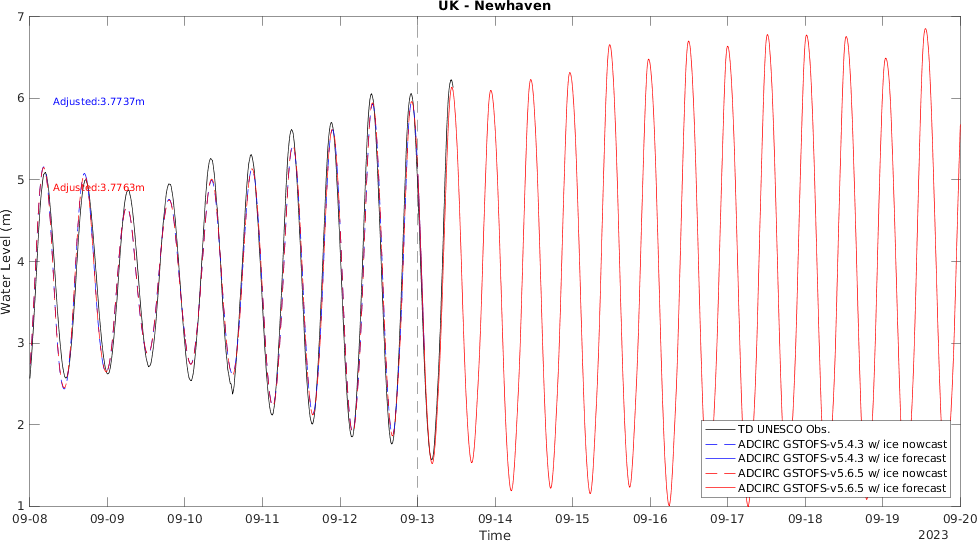 UK - Newhaven
7
6
5
4
3
2
1
Water Level (m)
Adjusted:3.7737m
Adjusted:3.7763m
TD UNESCO Obs.
ADCIRC GSTOFS-v5.4.3 w/ ice nowcast
ADCIRC GSTOFS-v5.4.3 w/ ice forecast
ADCIRC GSTOFS-v5.6.5 w/ ice nowcast
ADCIRC GSTOFS-v5.6.5 w/ ice forecast
09-08 09-09 09-10 09-11 09-12 09-13 09-14 09-15 09-16 09-17 09-18 09-19 09-20
Time
2023